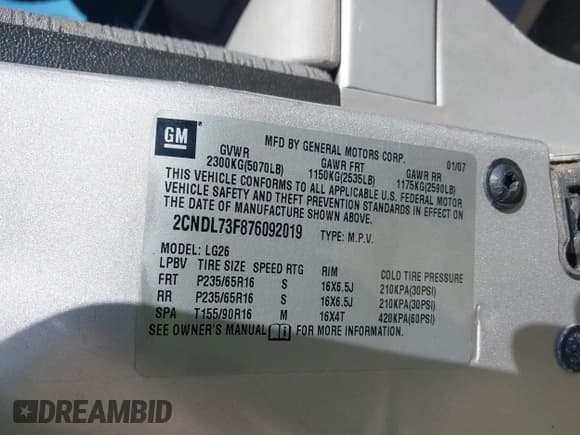 GM
MFD BY GENERAL MOTORS CORP. 01/07
GVWR GAWR FRT GAWR RR
2300KG(5070LB) 1150KG(2535LB) 1175KG(2590LB)
THIS VEHICLE CONFORMS TO ALL APPLICABLE U.S. FEDERAL MOTOR
VEHICLE SAFETY AND THEFT PREVENTION STANDARDS IN EFFECT ON
THE DATE OF MANUFACTURE SHOWN ABOVE.
2CNDL73F876092019 TYPE: M.P.V.
MODEL: LG26
LPBV TIRE SIZE SPEED RTG RIM COLD TIRE PRESSURE
FRT P235/65R16 S 16X6.5J 210KPA(30PSI)
RR P235/65R16 S 16X6.5J 210KPA(30PSI)
SPA T155/90R16 M 16X4T 420KPA(60PSI)
SEE OWNER'S MANUAL FOR MORE INFORMATION.
DREAMBID